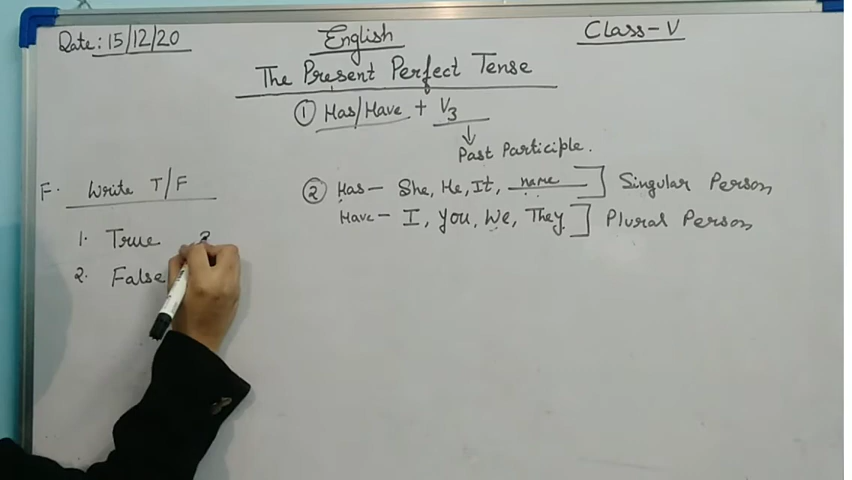 Date: 15/12/20 English Class-V
The Present Perfect Tense
① Has/Have + V3
↓
Past Participle.
F. Write T/F
② Has- She, He, It, name ] Singular Person
Have- I, You, We, They ] Plural Person
1. True 3
2. False